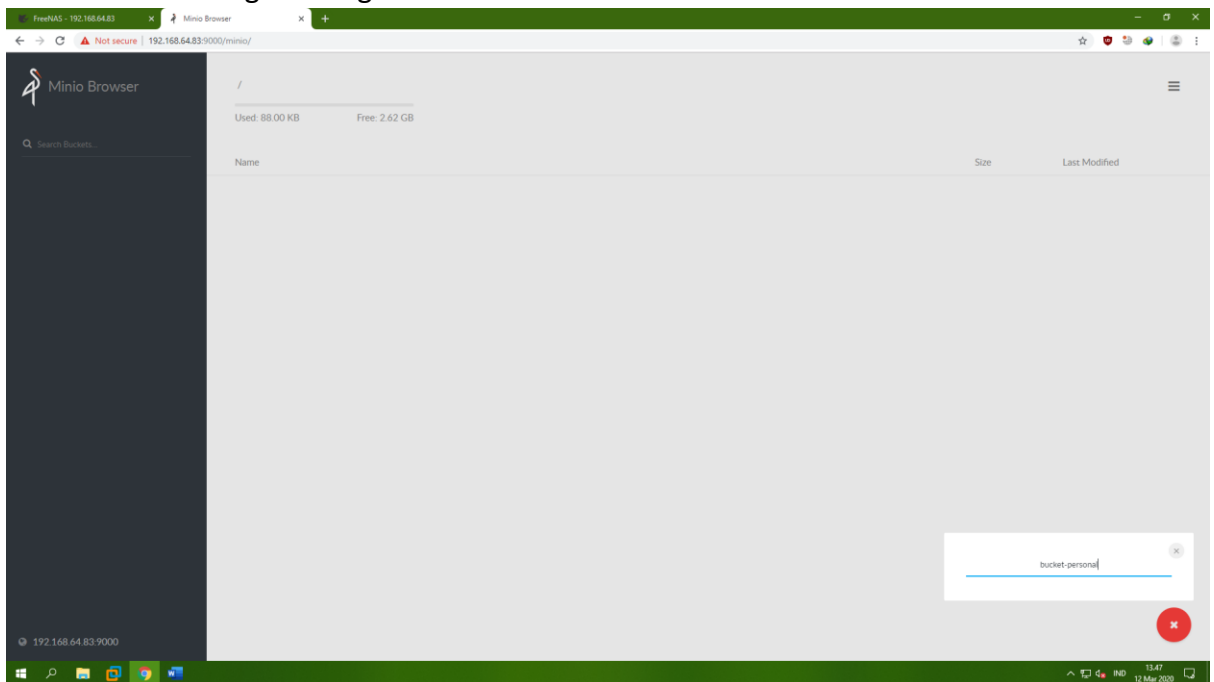 FreeNAS - 192.168.64.83
Minio Browser
Not secure | 192.168.64.83:9000/minio/
Minio Browser
/
Used: 88.00 KB Free: 2.62 GB
Search Buckets...
Name Size Last Modified
bucket-personal
192.168.64.83:9000
IND
13.47
12 Mar 2020